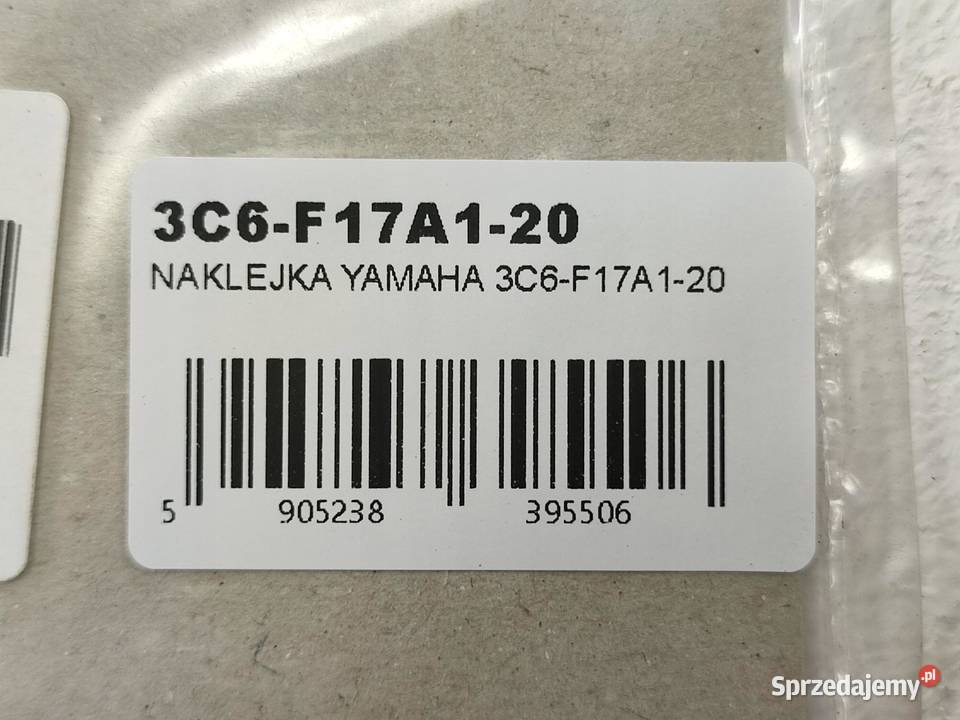 3C6-F17A1-20
NAKLEJKA YAMAHA 3C6-F17A1-20
5 905238 395506
Sprzedajemy.pl